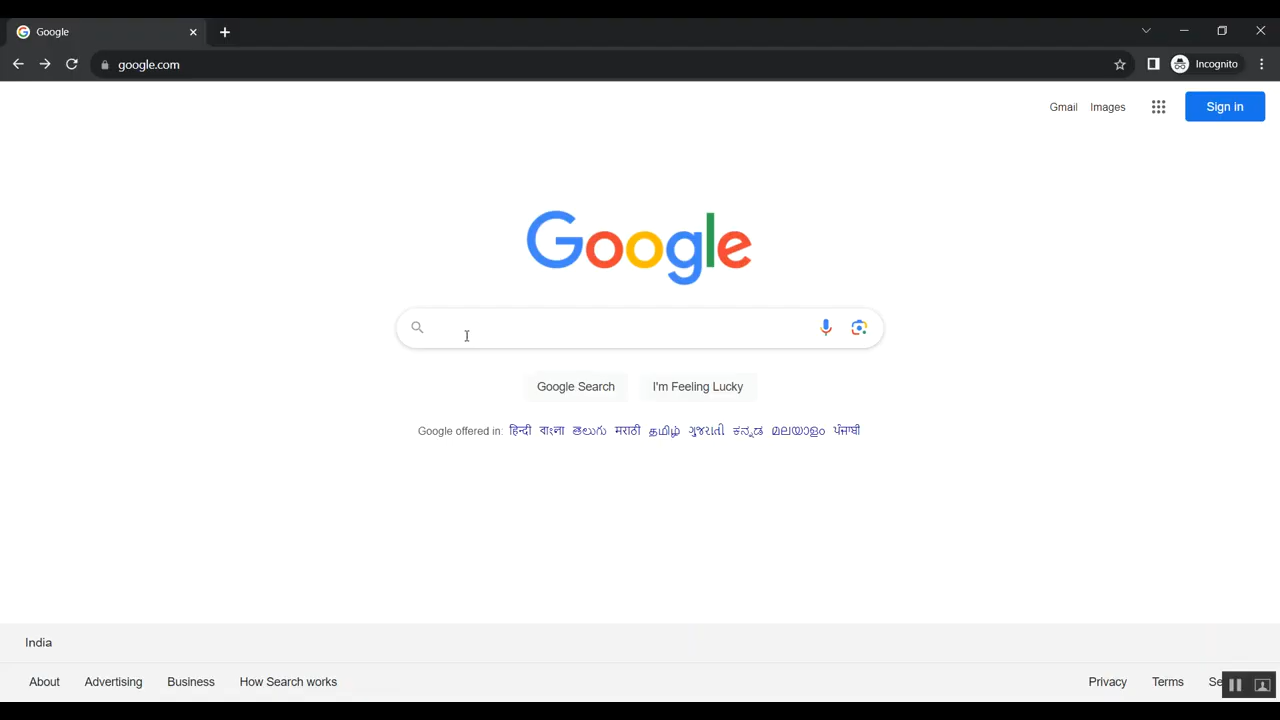 Google
google.com
Incognito
Gmail Images Sign in
Google
Google Search I'm Feeling Lucky
Google offered in: हिन्दी বাংলা తెలుగు मराठी தமிழ் ગુજરાતી ಕನ್ನಡ മലയാളം ਪੰਜਾਬੀ
India
About Advertising Business How Search works Privacy Terms